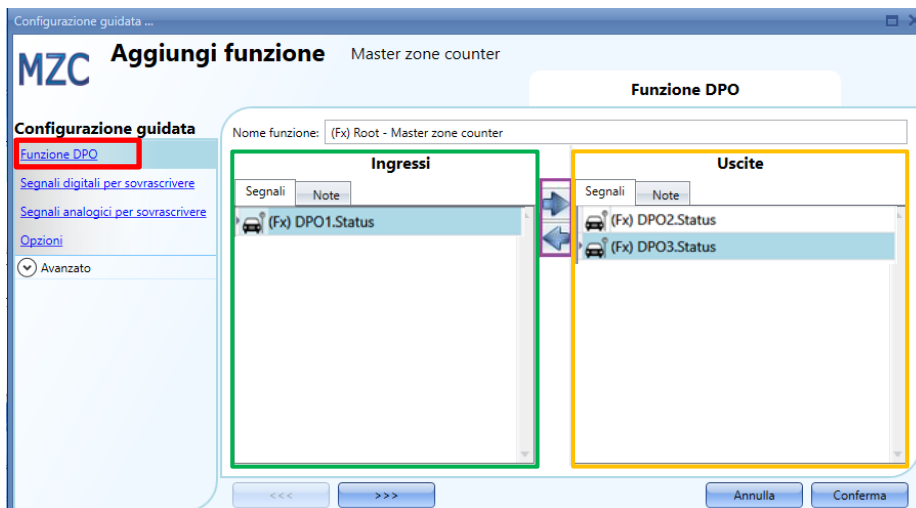 Configurazione guidata ...
MZC Aggiungi funzione Master zone counter
Funzione DPO
Configurazione guidata
Funzione DPO
Segnali digitali per sovrascrivere
Segnali analogici per sovrascrivere
Opzioni
Avanzato
Nome funzione: (Fx) Root - Master zone counter
Ingressi
Segnali Note
(Fx) DPO1.Status
Uscite
Segnali Note
(Fx) DPO2.Status
(Fx) DPO3.Status
<<< >>> Annulla Conferma